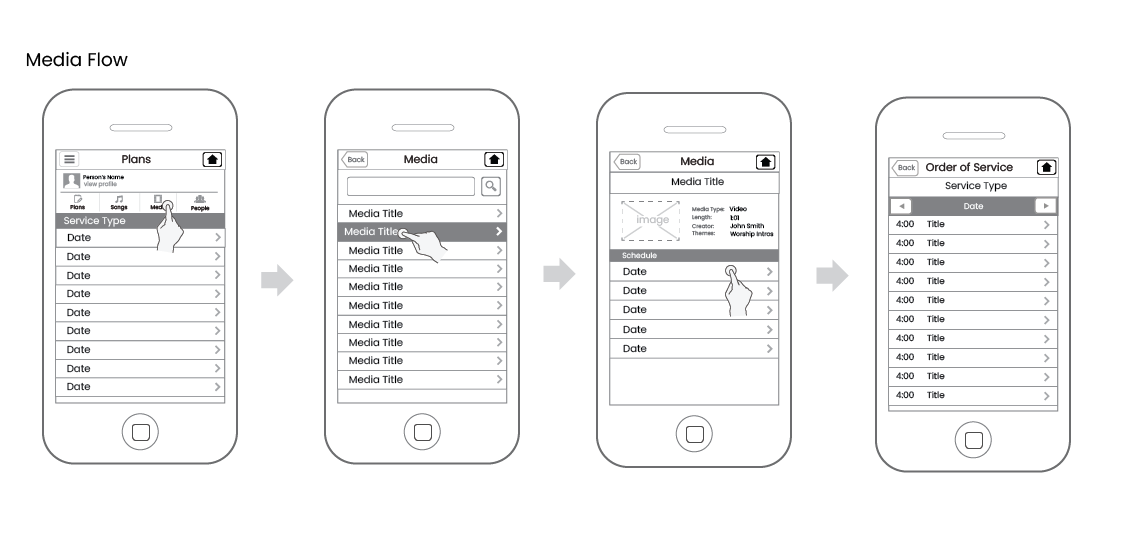 Media Flow
Plans
Person's Name
View profile
Plans Songs People
Service Type
Date
Date
Date
Date
Date
Date
Date
Date
Date
Back Media
Media Title
Media Title
Media Title
Media Title
Media Title
Media Title
Media Title
Media Title
Media Title
Media Title
Back Media
Media Title
image
Media Type: Video
Length: 1:01
Creator: John Smith
Themes: Worship Intros
Schedule
Date
Date
Date
Date
Date
Back Order of Service
Service Type
Date
4:00 Title
4:00 Title
4:00 Title
4:00 Title
4:00 Title
4:00 Title
4:00 Title
4:00 Title
4:00 Title
4:00 Title